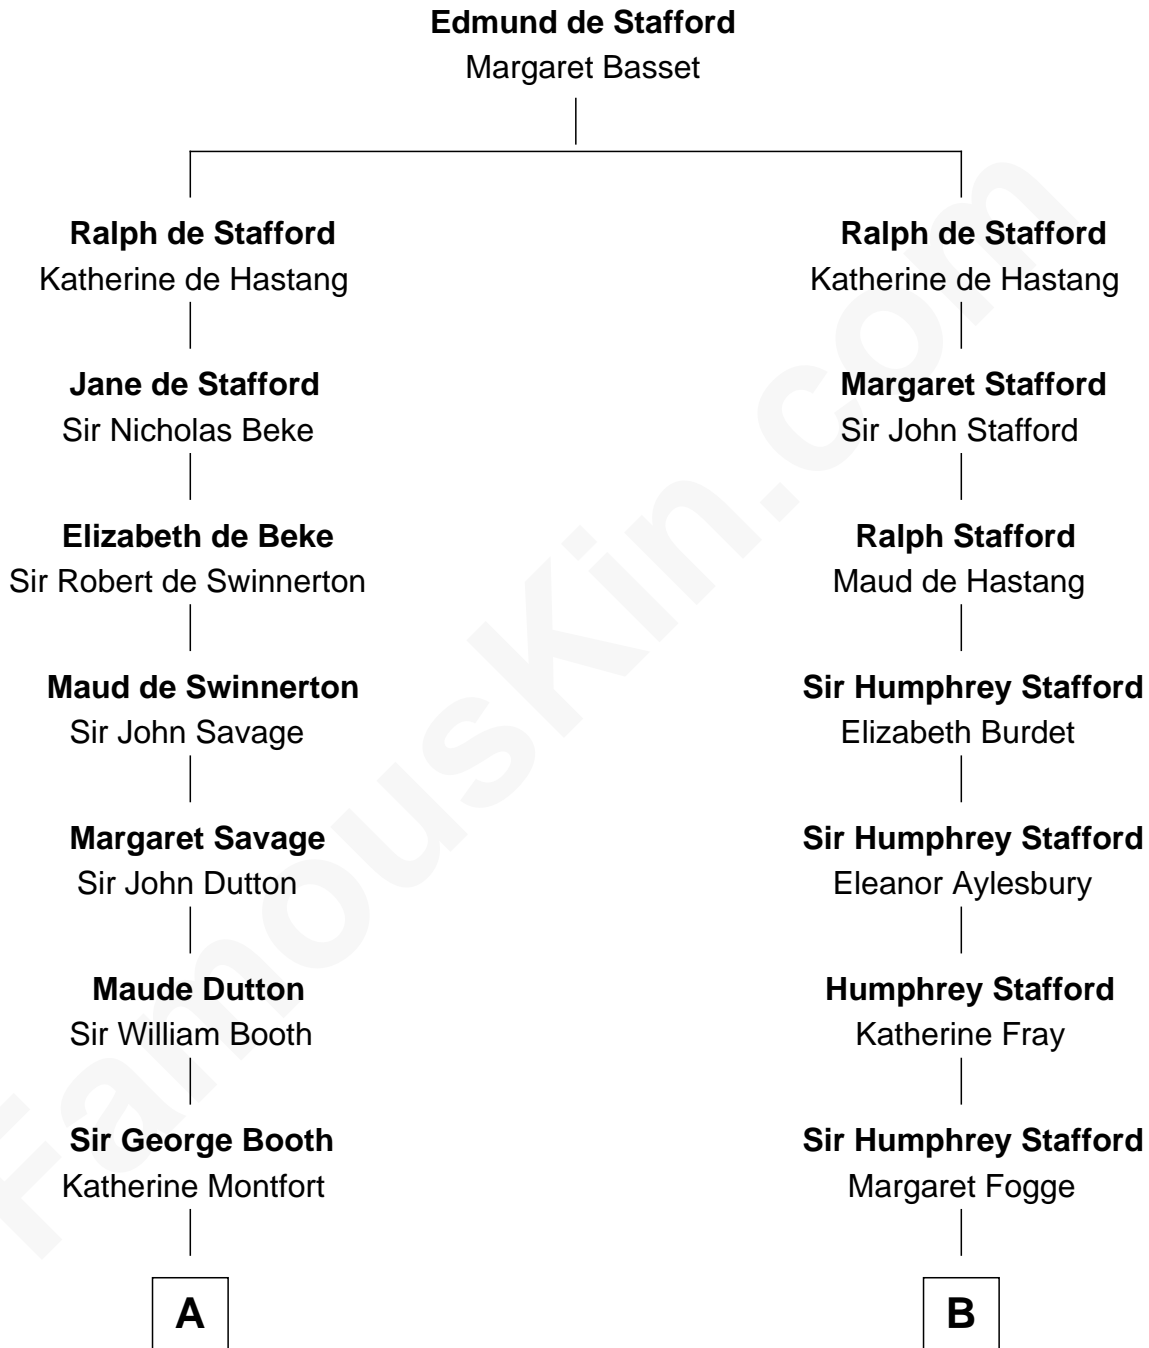 Edmund de Stafford
Margaret Basset
Ralph de Stafford
Katherine de Hastang
Jane de Stafford
Sir Nicholas Beke
Elizabeth de Beke
Sir Robert de Swinnerton
Maud de Swinnerton
Sir John Savage
Margaret Savage
Sir John Dutton
Maude Dutton
Sir William Booth
Sir George Booth
Katherine Montfort
A
Ralph de Stafford
Katherine de Hastang
Margaret Stafford
Sir John Stafford
Ralph Stafford
Maud de Hastang
Sir Humphrey Stafford
Elizabeth Burdet
Sir Humphrey Stafford
Eleanor Aylesbury
Humphrey Stafford
Katherine Fray
Sir Humphrey Stafford
Margaret Fogge
B
FamousKin.com